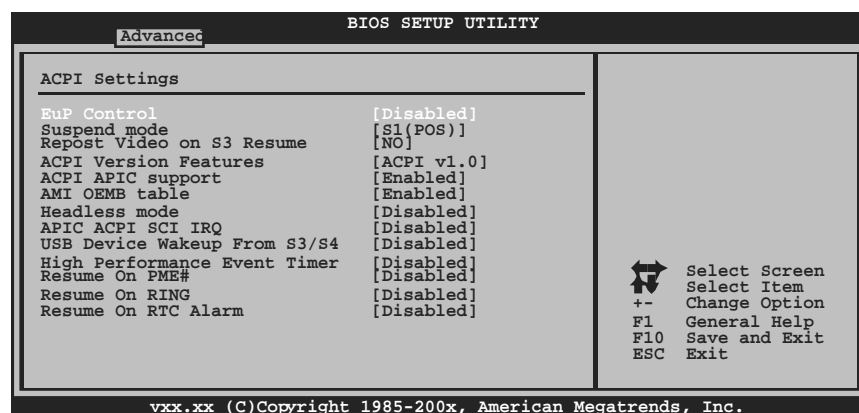 BIOS SETUP UTILITY
Advanced
ACPI Settings
EuP Control [Disabled]
Suspend mode [S1(POS)]
Repost Video on S3 Resume [NO]
ACPI Version Features [ACPI v1.0]
ACPI APIC support [Enabled]
AMI OEMB table [Enabled]
Headless mode [Disabled]
APIC ACPI SCI IRQ [Disabled]
USB Device Wakeup From S3/S4 [Disabled]
High Performance Event Timer [Disabled]
Resume On PME# [Disabled]
Resume On RING [Disabled]
Resume On RTC Alarm [Disabled]
Select Screen
Select Item
+- Change Option
F1 General Help
F10 Save and Exit
ESC Exit
vxx.xx (C)Copyright 1985-200x, American Megatrends, Inc.